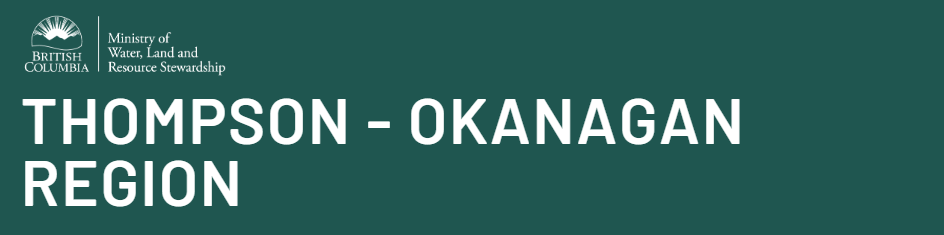 BRITISH
COLUMBIA
Ministry of
Water, Land and
Resource Stewardship
THOMPSON - OKANAGAN
REGION